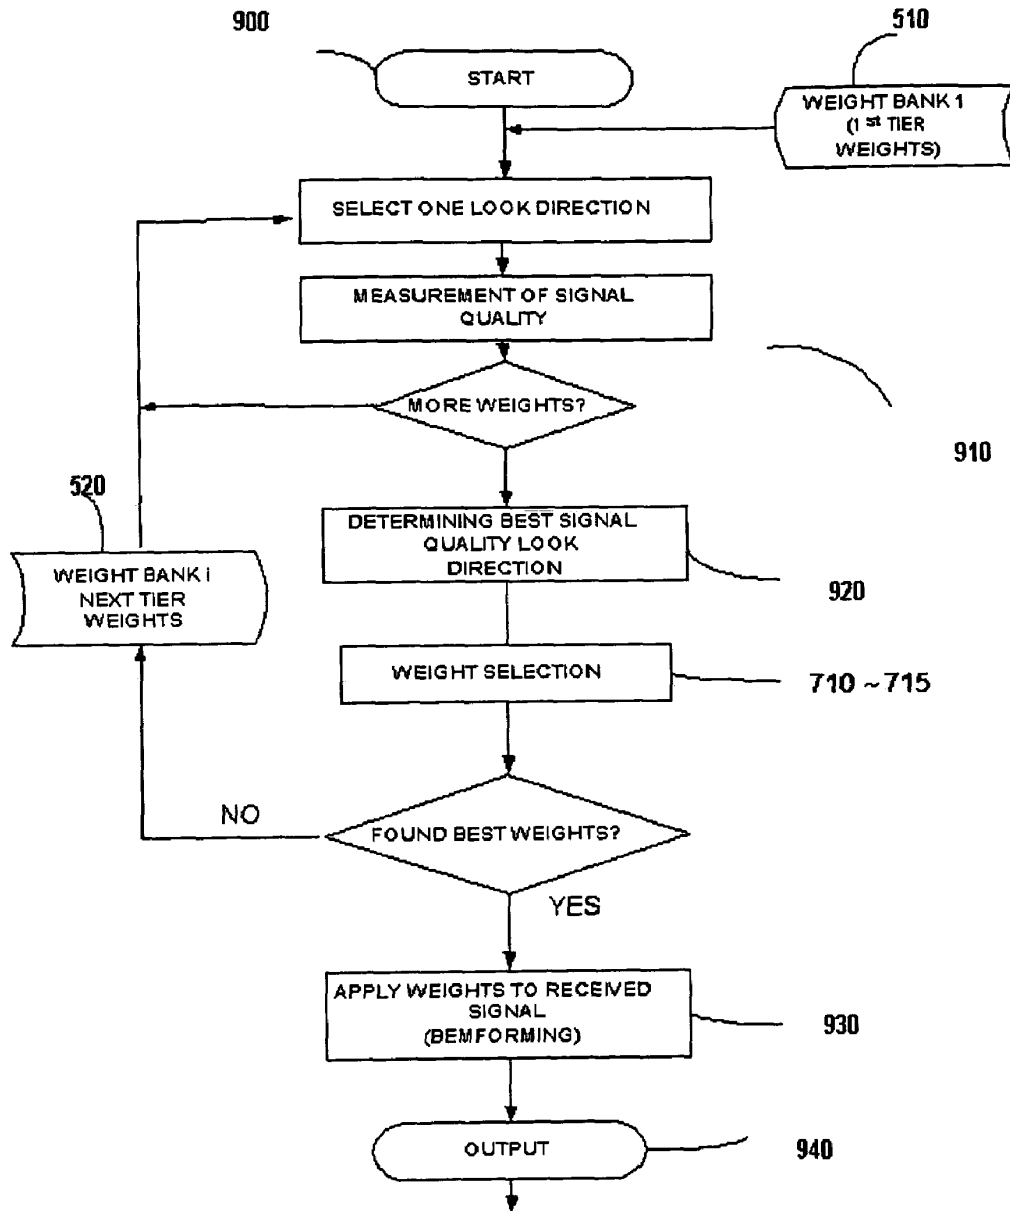 900
510
START
WEIGHT BANK 1
(1 st TIER
WEIGHTS)
SELECT ONE LOOK DIRECTION
MEASUREMENT OF SIGNAL
QUALITY
MORE WEIGHTS?
910
520
DETERMINING BEST SIGNAL
QUALITY LOOK
DIRECTION
WEIGHT BANK i
NEXT TIER
WEIGHTS
920
WEIGHT SELECTION
710 ~ 715
NO
FOUND BEST WEIGHTS?
YES
APPLY WEIGHTS TO RECEIVED
SIGNAL
(BEMFORMING)
930
OUTPUT
940